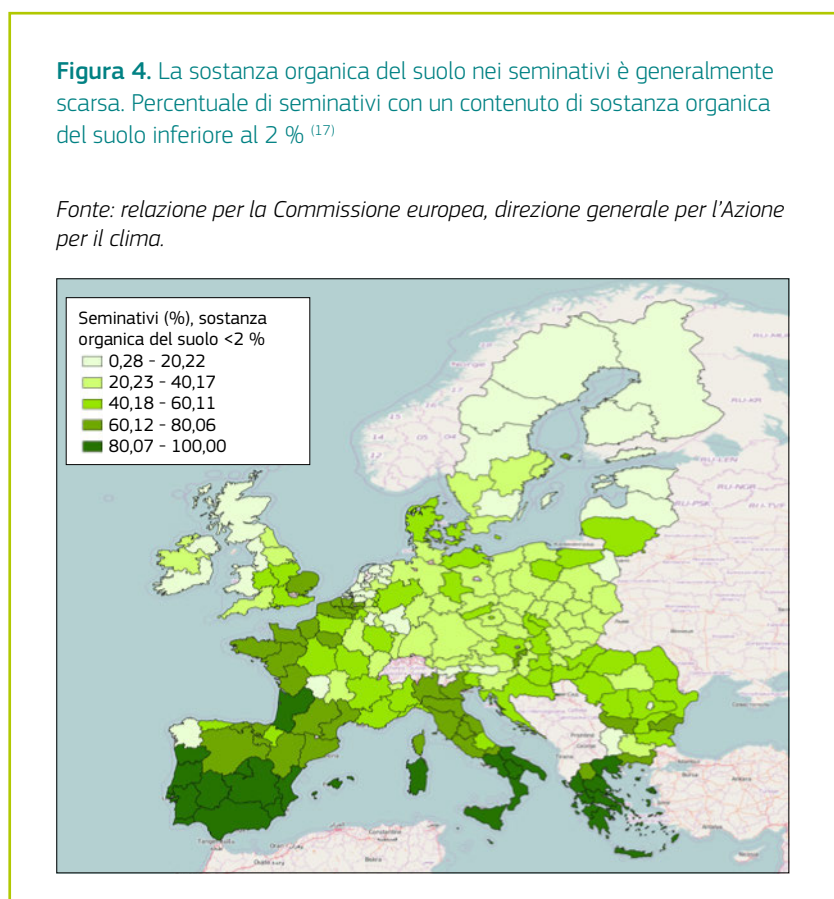 Figura 4. La sostanza organica del suolo nei seminativi è generalmente
scarsa. Percentuale di seminativi con un contenuto di sostanza organica
del suolo inferiore al 2 % (17)
Fonte: relazione per la Commissione europea, direzione generale per l'Azione
per il clima.
Seminativi (%), sostanza
organica del suolo <2 %
0,28 - 20,22
20,23 - 40,17
40,18 - 60,11
60,12 - 80,06
80,07 - 100,00